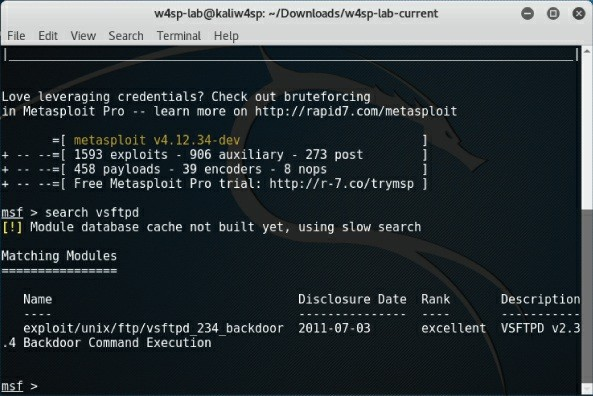 w4sp-lab@kaliw4sp: ~/Downloads/w4sp-lab-current
File Edit View Search Terminal Help
|_______________________________________________________________________________|
Love leveraging credentials? Check out bruteforcing
in Metasploit Pro -- learn more on http://rapid7.com/metasploit
=[ metasploit v4.12.34-dev ]
+ -- --=[ 1593 exploits - 906 auxiliary - 273 post ]
+ -- --=[ 458 payloads - 39 encoders - 8 nops ]
+ -- --=[ Free Metasploit Pro trial: http://r-7.co/trymsp ]
msf > search vsftpd
[!] Module database cache not built yet, using slow search
Matching Modules
================
Name Disclosure Date Rank Description
---- --------------- ---- -----------
exploit/unix/ftp/vsftpd_234_backdoor 2011-07-03 excellent VSFTPD v2.3
.4 Backdoor Command Execution
msf >